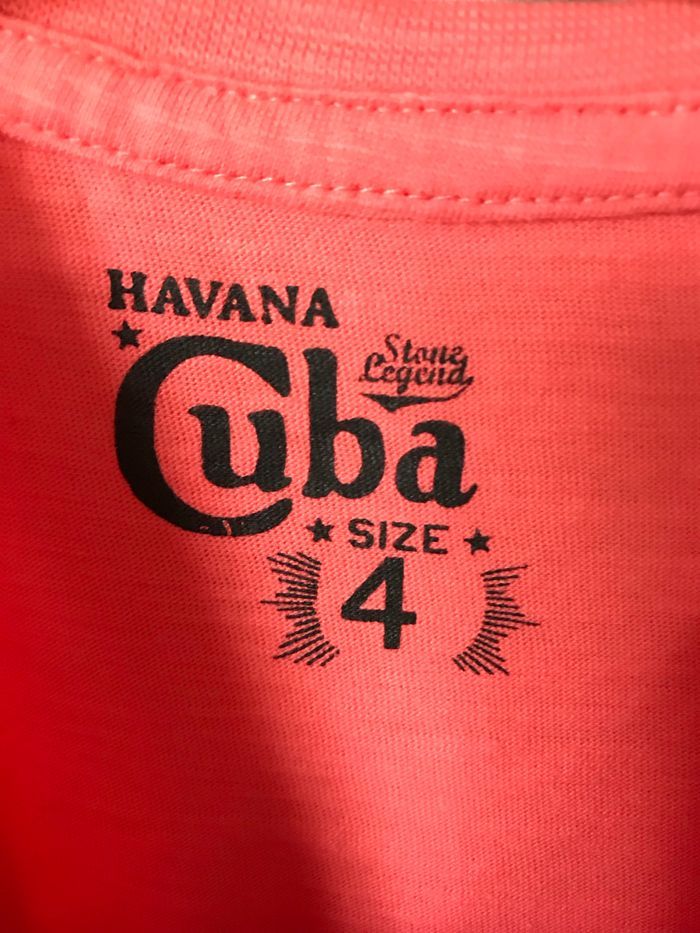 HAVANA
Stone
Legend
Cuba
SIZE
4